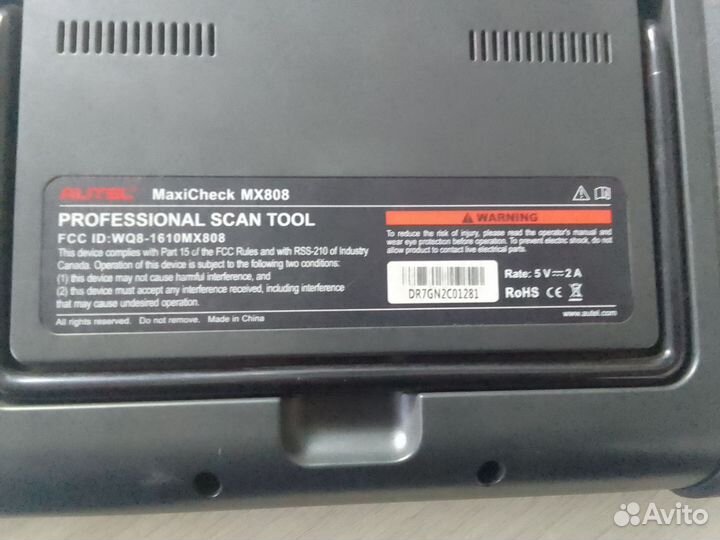 AUTEL MaxiCheck MX808
PROFESSIONAL SCAN TOOL
FCC ID:WQ8-1610MX808
This device complies with Part 15 of the FCC Rules and with RSS-210 of Industry
Canada. Operation of this device is subject to the following two conditions:
(1) this device may not cause harmful interference, and
(2) this device must accept any interference received, including interference
that may cause undesired operation.
All rights reserved. Do not remove. Made in China
WARNING
To reduce the risk of injury, please read the operator's manual and
wear eye protection before operation. To prevent electric shock, do not
allow product to contact live electrical parts.
DR7GN2C01281
Rate: 5V⎓2A
RoHS CE
www.autel.com
Avito